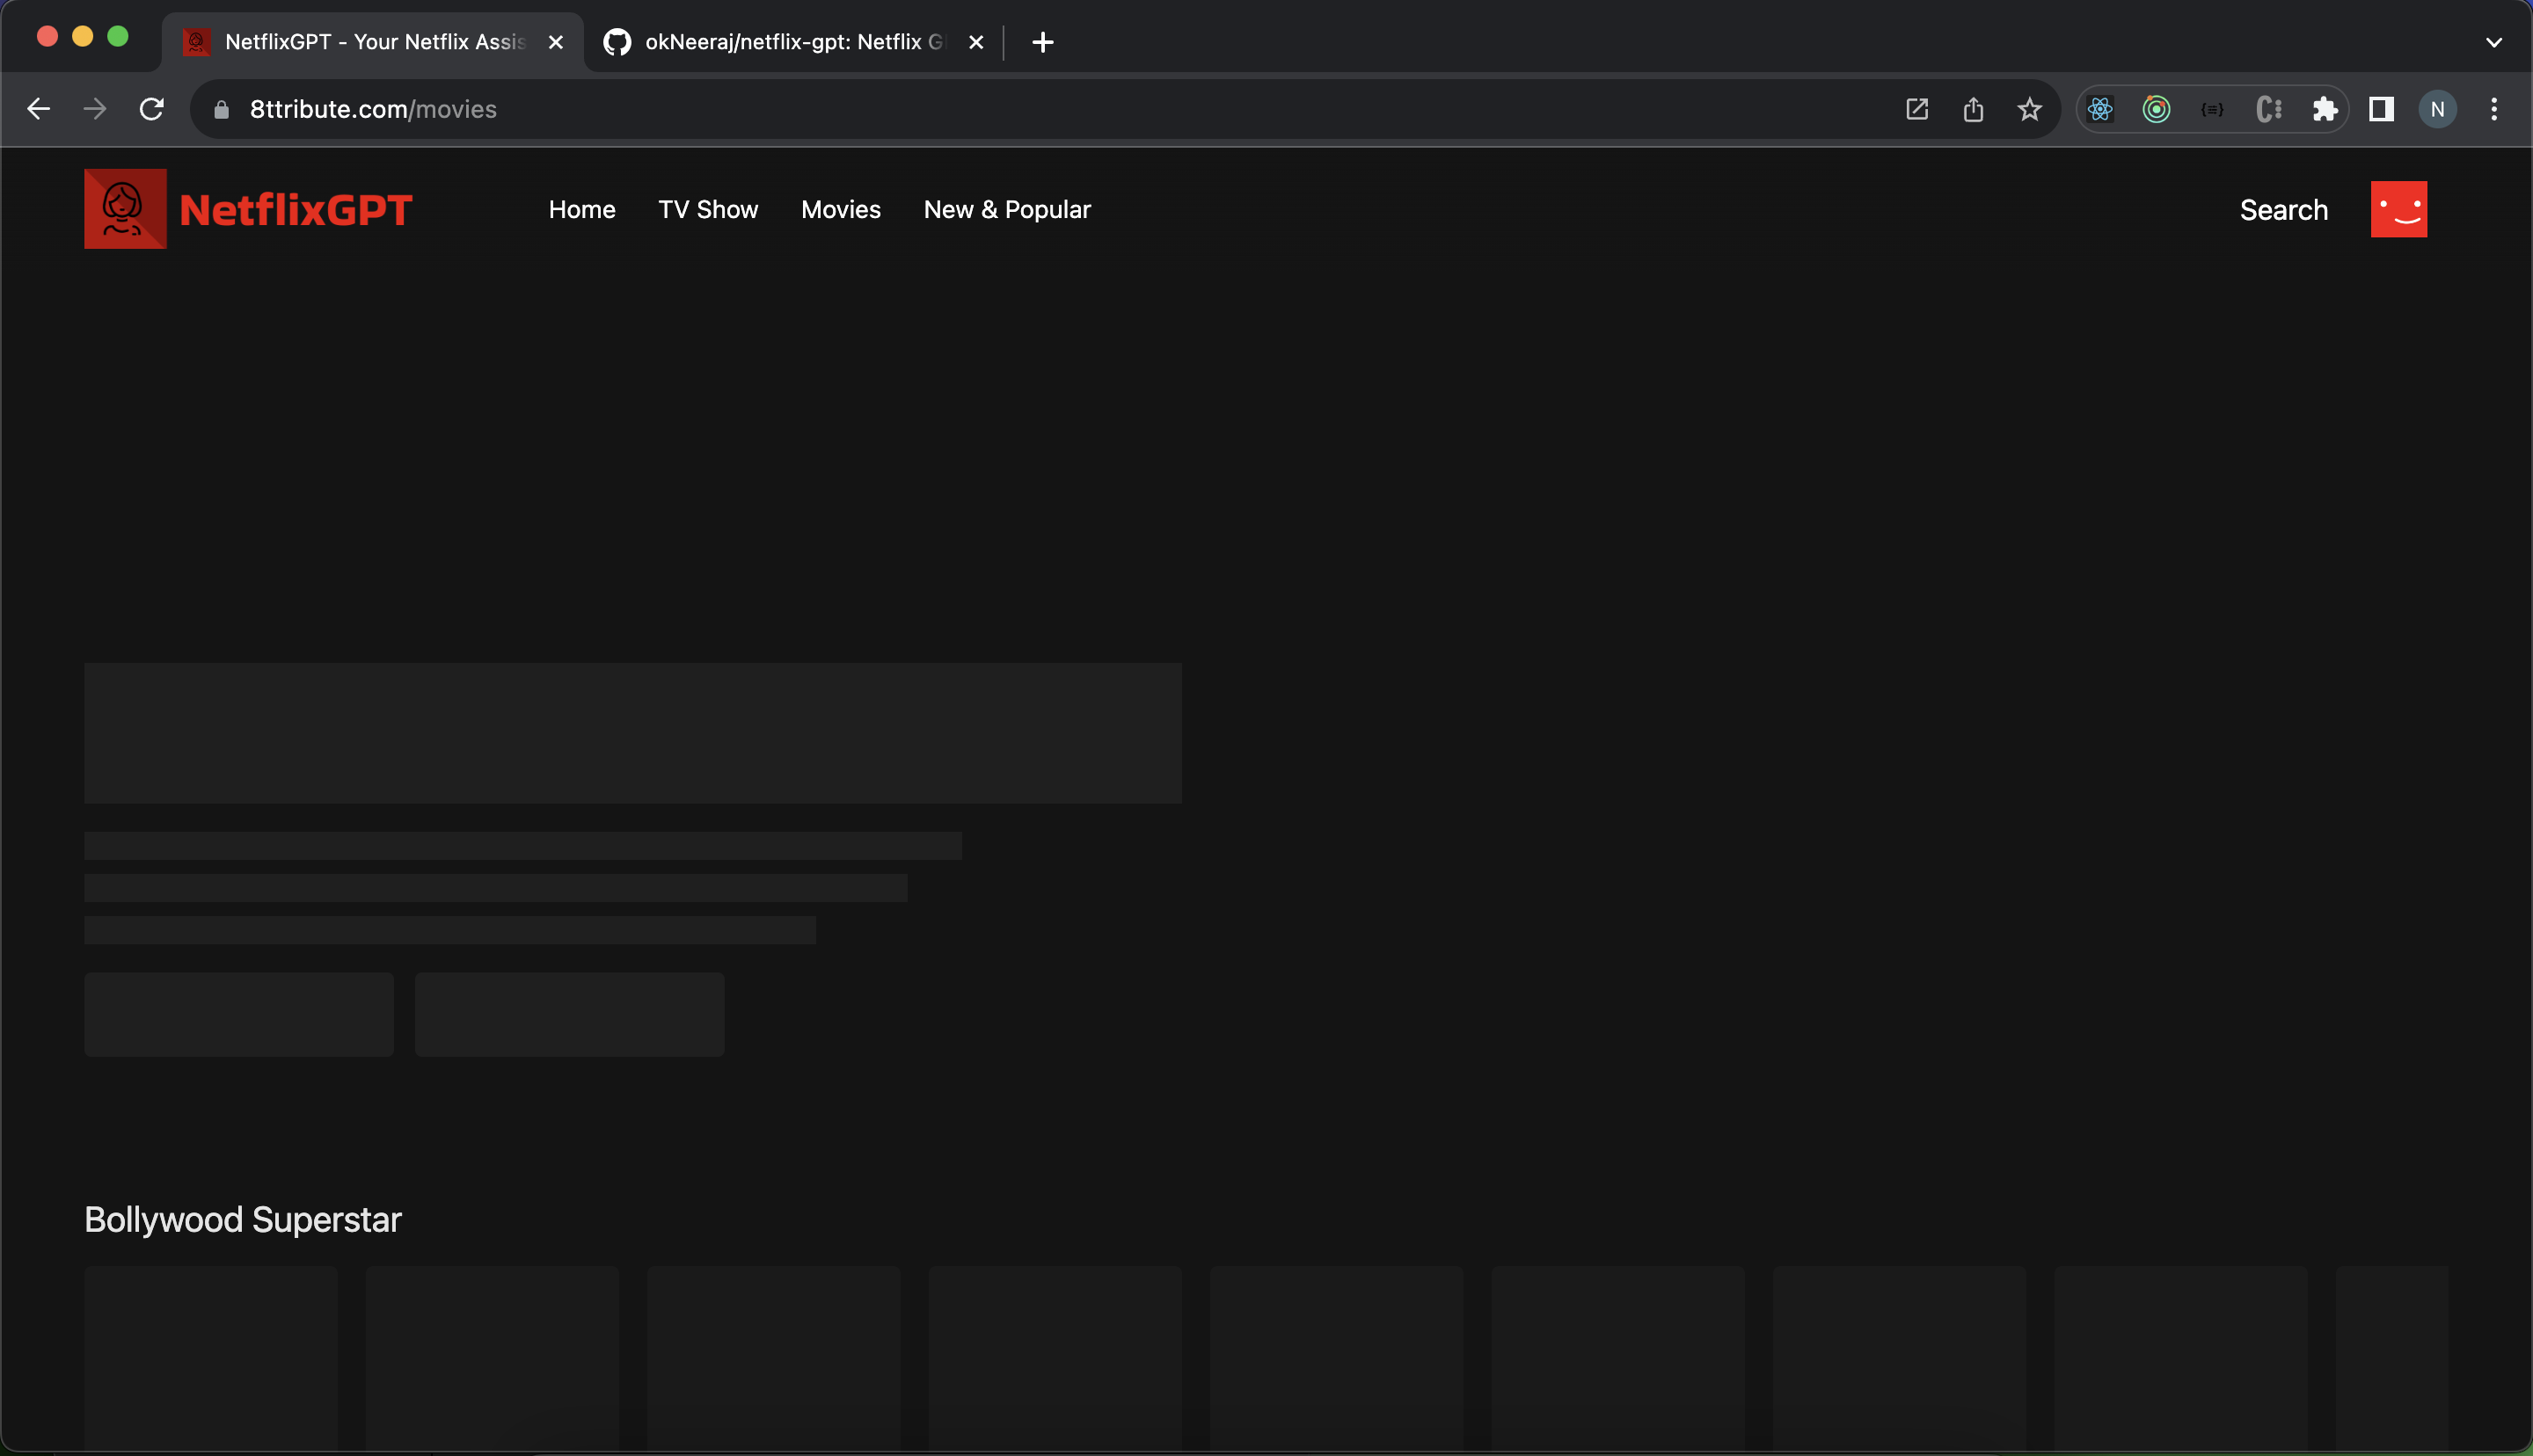 NetflixGPT - Your Netflix Assis
okNeeraj/netflix-gpt: Netflix G
8ttribute.com/movies
N
NetflixGPT
Home
TV Show
Movies
New & Popular
Search
Bollywood Superstar